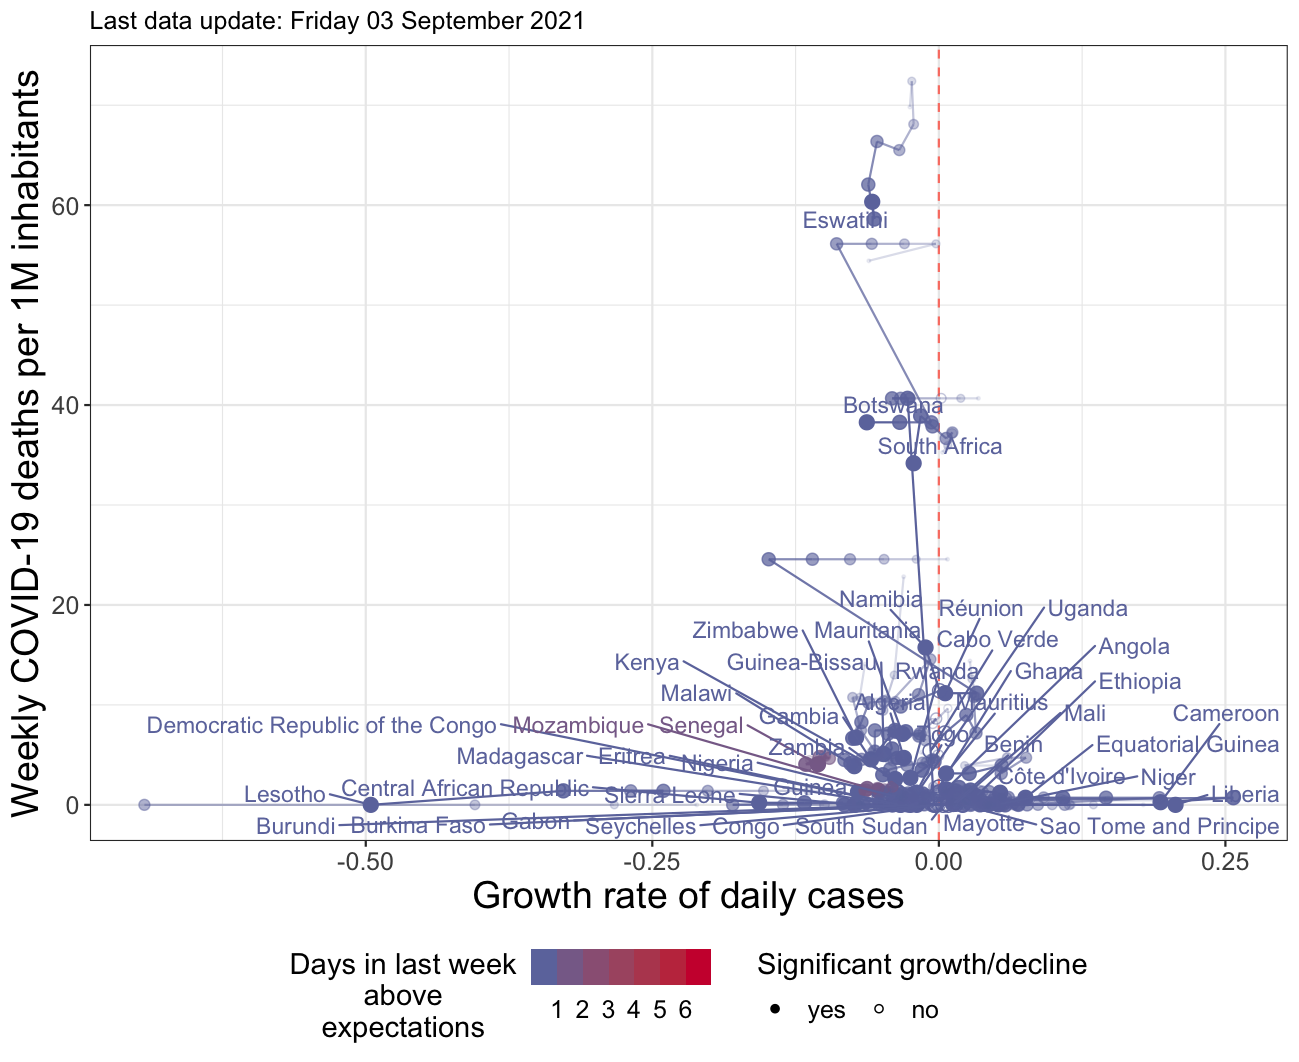 Last data update: Friday 03 September 2021
Weekly COVID-19 deaths per 1M inhabitants
60
40
20
0
Eswatini
Botswana
South Africa
Namibia
Réunion
Uganda
Zimbabwe
Mauritania
Cabo Verde
Angola
Kenya
Guinea-Bissau
Rwanda
Ghana
Ethiopia
Malawi
Algeria
Mauritius
Mali
Cameroon
Gambia
Democratic Republic of the Congo
Mozambique
Senegal
Togo
Benin
Equatorial Guinea
Zambia
Madagascar
Eritrea
Nigeria
Côte d'Ivoire
Niger
Lesotho
Central African Republic
Sierra Leone
Guinea
Liberia
Burundi
Burkina Faso
Gabon
Seychelles
Congo
South Sudan
Mayotte
Sao Tome and Principe
-0.50
-0.25
0.00
0.25
Growth rate of daily cases
Days in last week
above
expectations
1 2 3 4 5 6
Significant growth/decline
yes
no